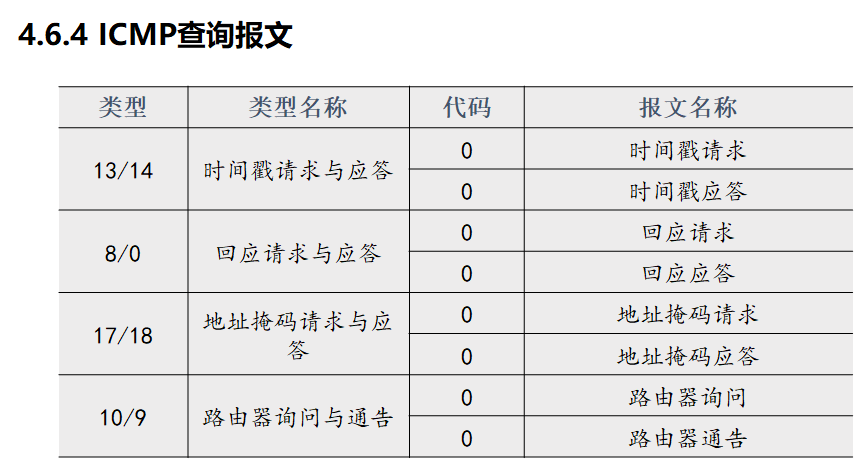 4.6.4 ICMP查询报文
类型 类型名称 代码 报文名称
13/14 时间戳请求与应答 0 时间戳请求
0 时间戳应答
8/0 回应请求与应答 0 回应请求
0 回应应答
17/18 地址掩码请求与应 0 地址掩码请求
答 0 地址掩码应答
10/9 路由器询问与通告 0 路由器询问
0 路由器通告